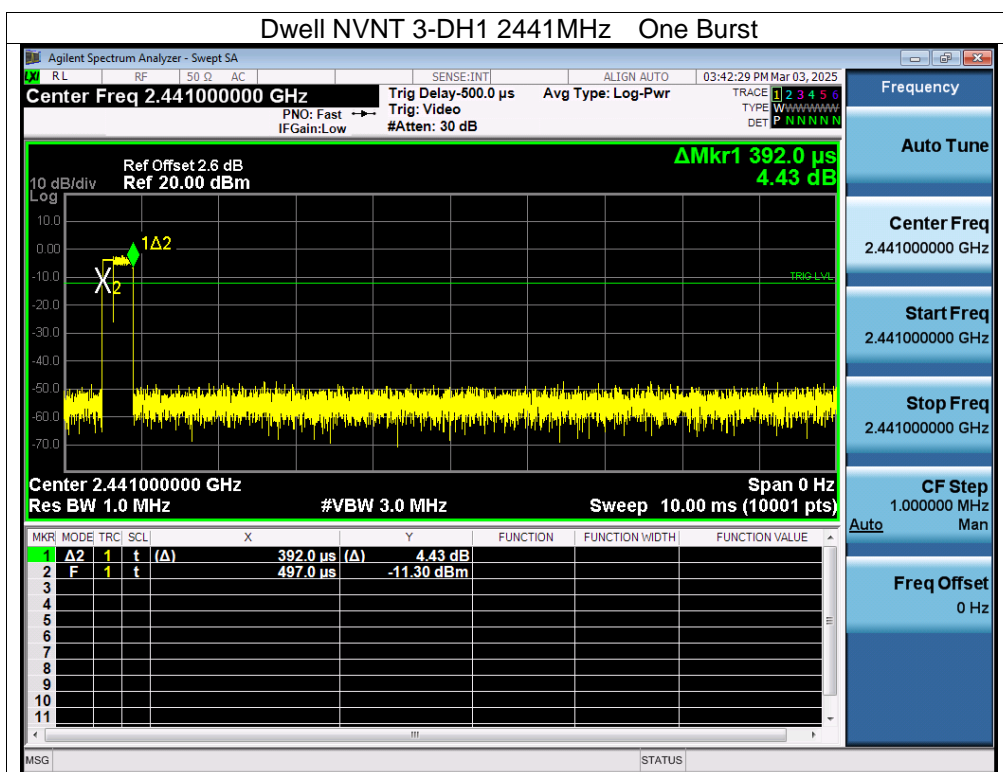 Dwell NVNT 3-DH1 2441MHz One Burst
Agilent Spectrum Analyzer - Swept SA
LXI RL RF 50 Ω AC SENSE:INT ALIGN AUTO 03:42:29 PM Mar 03, 2025
Center Freq 2.441000000 GHz Trig Delay-500.0 µs Avg Type: Log-Pwr TRACE 1 2 3 4 5 6
PNO: Fast Trig: Video TYPE WWWWWW
IFGain:Low #Atten: 30 dB DET P N N N N N
Frequency
Auto Tune
Center Freq
2.441000000 GHz
Start Freq
2.441000000 GHz
Stop Freq
2.441000000 GHz
CF Step
1.000000 MHz
Auto Man
Freq Offset
0 Hz
ΔMkr1 392.0 µs
4.43 dB
Ref Offset 2.6 dB
10 dB/div Ref 20.00 dBm
Log
10.0
0.00
-10.0
-20.0
-30.0
-40.0
-50.0
-60.0
-70.0
1Δ2
2
TRIG LVL
Center 2.441000000 GHz Span 0 Hz
Res BW 1.0 MHz #VBW 3.0 MHz Sweep 10.00 ms (10001 pts)
MKR MODE TRC SCL X Y FUNCTION FUNCTION WIDTH FUNCTION VALUE
1 Δ2 1 t (Δ) 392.0 µs (Δ) 4.43 dB
2 F 1 t 497.0 µs -11.30 dBm
3
4
5
6
7
8
9
10
11
MSG STATUS